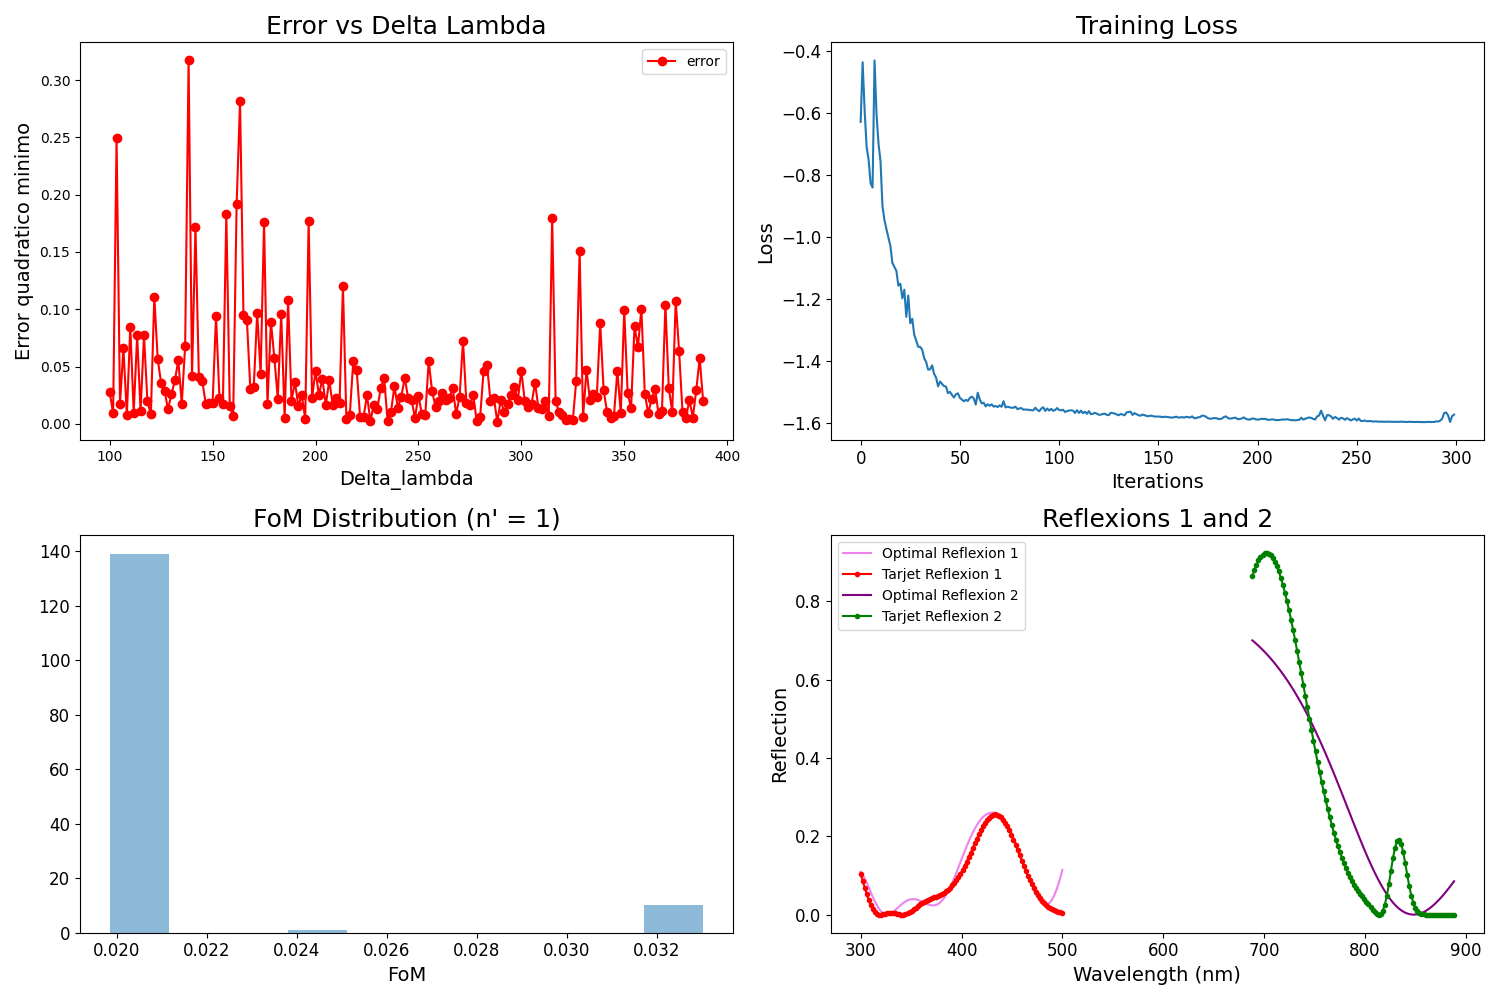 Error vs Delta Lambda
error
Error quadratico minimo
0.30
0.25
0.20
0.15
0.10
0.05
0.00
100 150 200 250 300 350 400
Delta_lambda
Training Loss
Loss
−0.4
−0.6
−0.8
−1.0
−1.2
−1.4
−1.6
0 50 100 150 200 250 300
Iterations
FoM Distribution (n' = 1)
140
120
100
80
60
40
20
0
0.020 0.022 0.024 0.026 0.028 0.030 0.032
FoM
Reflexions 1 and 2
Optimal Reflexion 1
Tarjet Reflexion 1
Optimal Reflexion 2
Tarjet Reflexion 2
Reflection
0.8
0.6
0.4
0.2
0.0
300 400 500 600 700 800 900
Wavelength (nm)